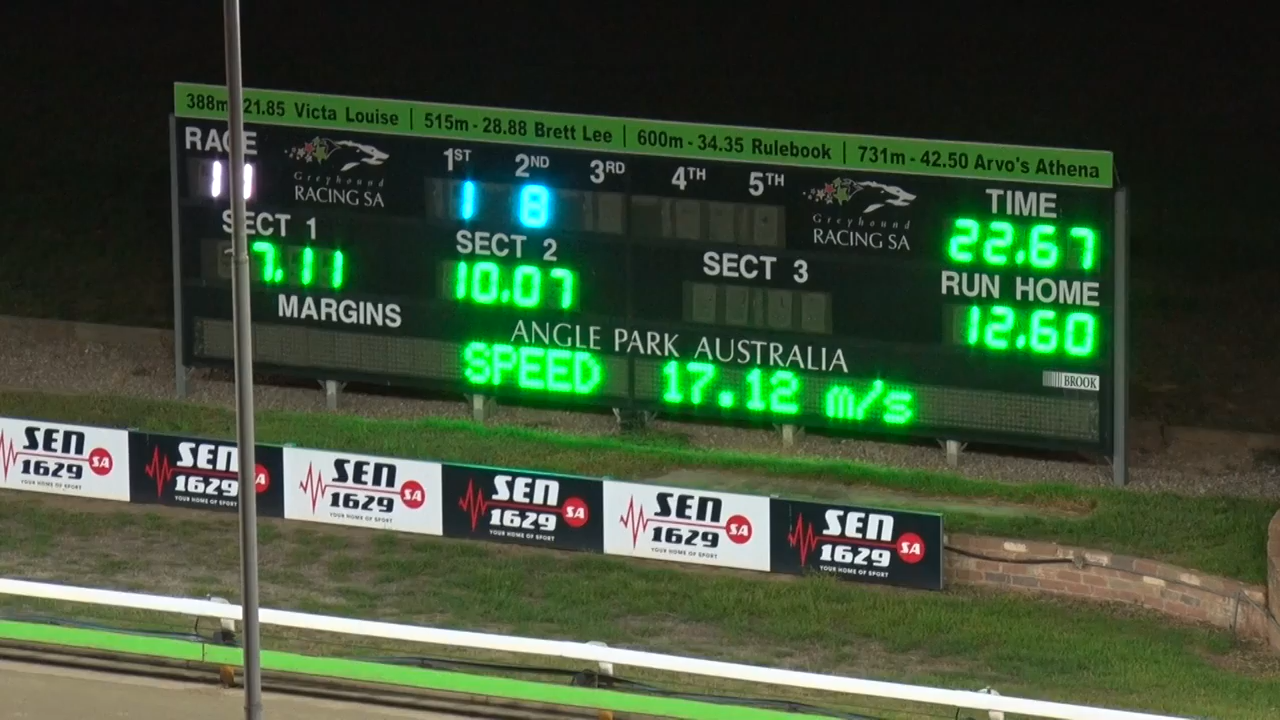 388m 21.85 Victa Louise | 515m - 28.88 Brett Lee | 600m - 34.35 Rulebook | 731m - 42.50 Arvo's Athena
RACE
11
Greyhound
RACING SA
1ST 2ND 3RD 4TH 5TH
1 8
Greyhound
RACING SA
TIME
22.67
SECT 1
7.11
SECT 2
10.07
SECT 3
RUN HOME
12.60
MARGINS
ANGLE PARK AUSTRALIA
SPEED 17.12 m/s
BROOK
SEN
1629 SA
YOUR HOME OF SPORT
SEN
1629 SA
YOUR HOME OF SPORT
SEN
1629 SA
YOUR HOME OF SPORT
SEN
1629 SA
YOUR HOME OF SPORT
SEN
1629 SA
YOUR HOME OF SPORT
SEN
1629 SA
YOUR HOME OF SPORT